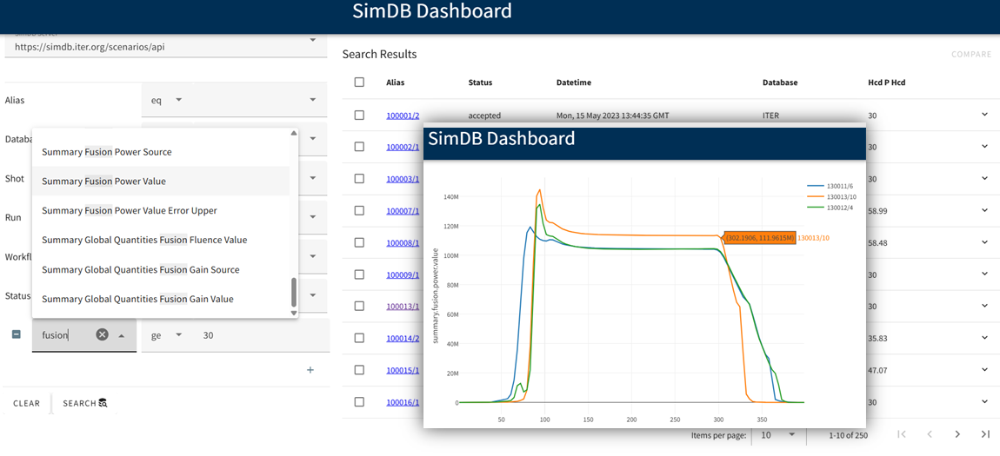 SimDB Dashboard
https://simdb.iter.org/scenarios/api
Search Results
COMPARE
Alias
Status
Datetime
Database
Hcd P Hcd
Alias
eq
100001/2
accepted
Mon, 15 May 2023 13:44:35 GMT
ITER
30
100002/1
30
100003/1
30
100007/1
58.99
100008/1
58.48
100009/1
30
100013/1
30
100014/2
35.83
100015/1
47.07
100016/1
30
Shot
Run
Status
Summary Fusion Power Source
Summary Fusion Power Value
Summary Fusion Power Value Error Upper
Summary Global Quantities Fusion Fluence Value
Summary Global Quantities Fusion Gain Source
Summary Global Quantities Fusion Gain Value
fusion
ge
30
+
CLEAR
SEARCH
SimDB Dashboard
summary.fusion.power.value
140M
120M
100M
80M
60M
40M
20M
0
50
100
150
200
250
300
350
130011/6
130013/10
130012/4
(302.1906, 111.9615M)
130013/10
Items per page:
10
1-10 of 250